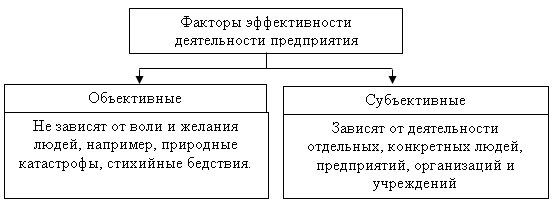 Факторы эффективности
деятельности предприятия
Объективные
Не зависят от воли и желания
людей, например, природные
катастрофы, стихийные бедствия.
Субъективные
Зависят от деятельности
отдельных, конкретных людей,
предприятий, организаций и
учреждений